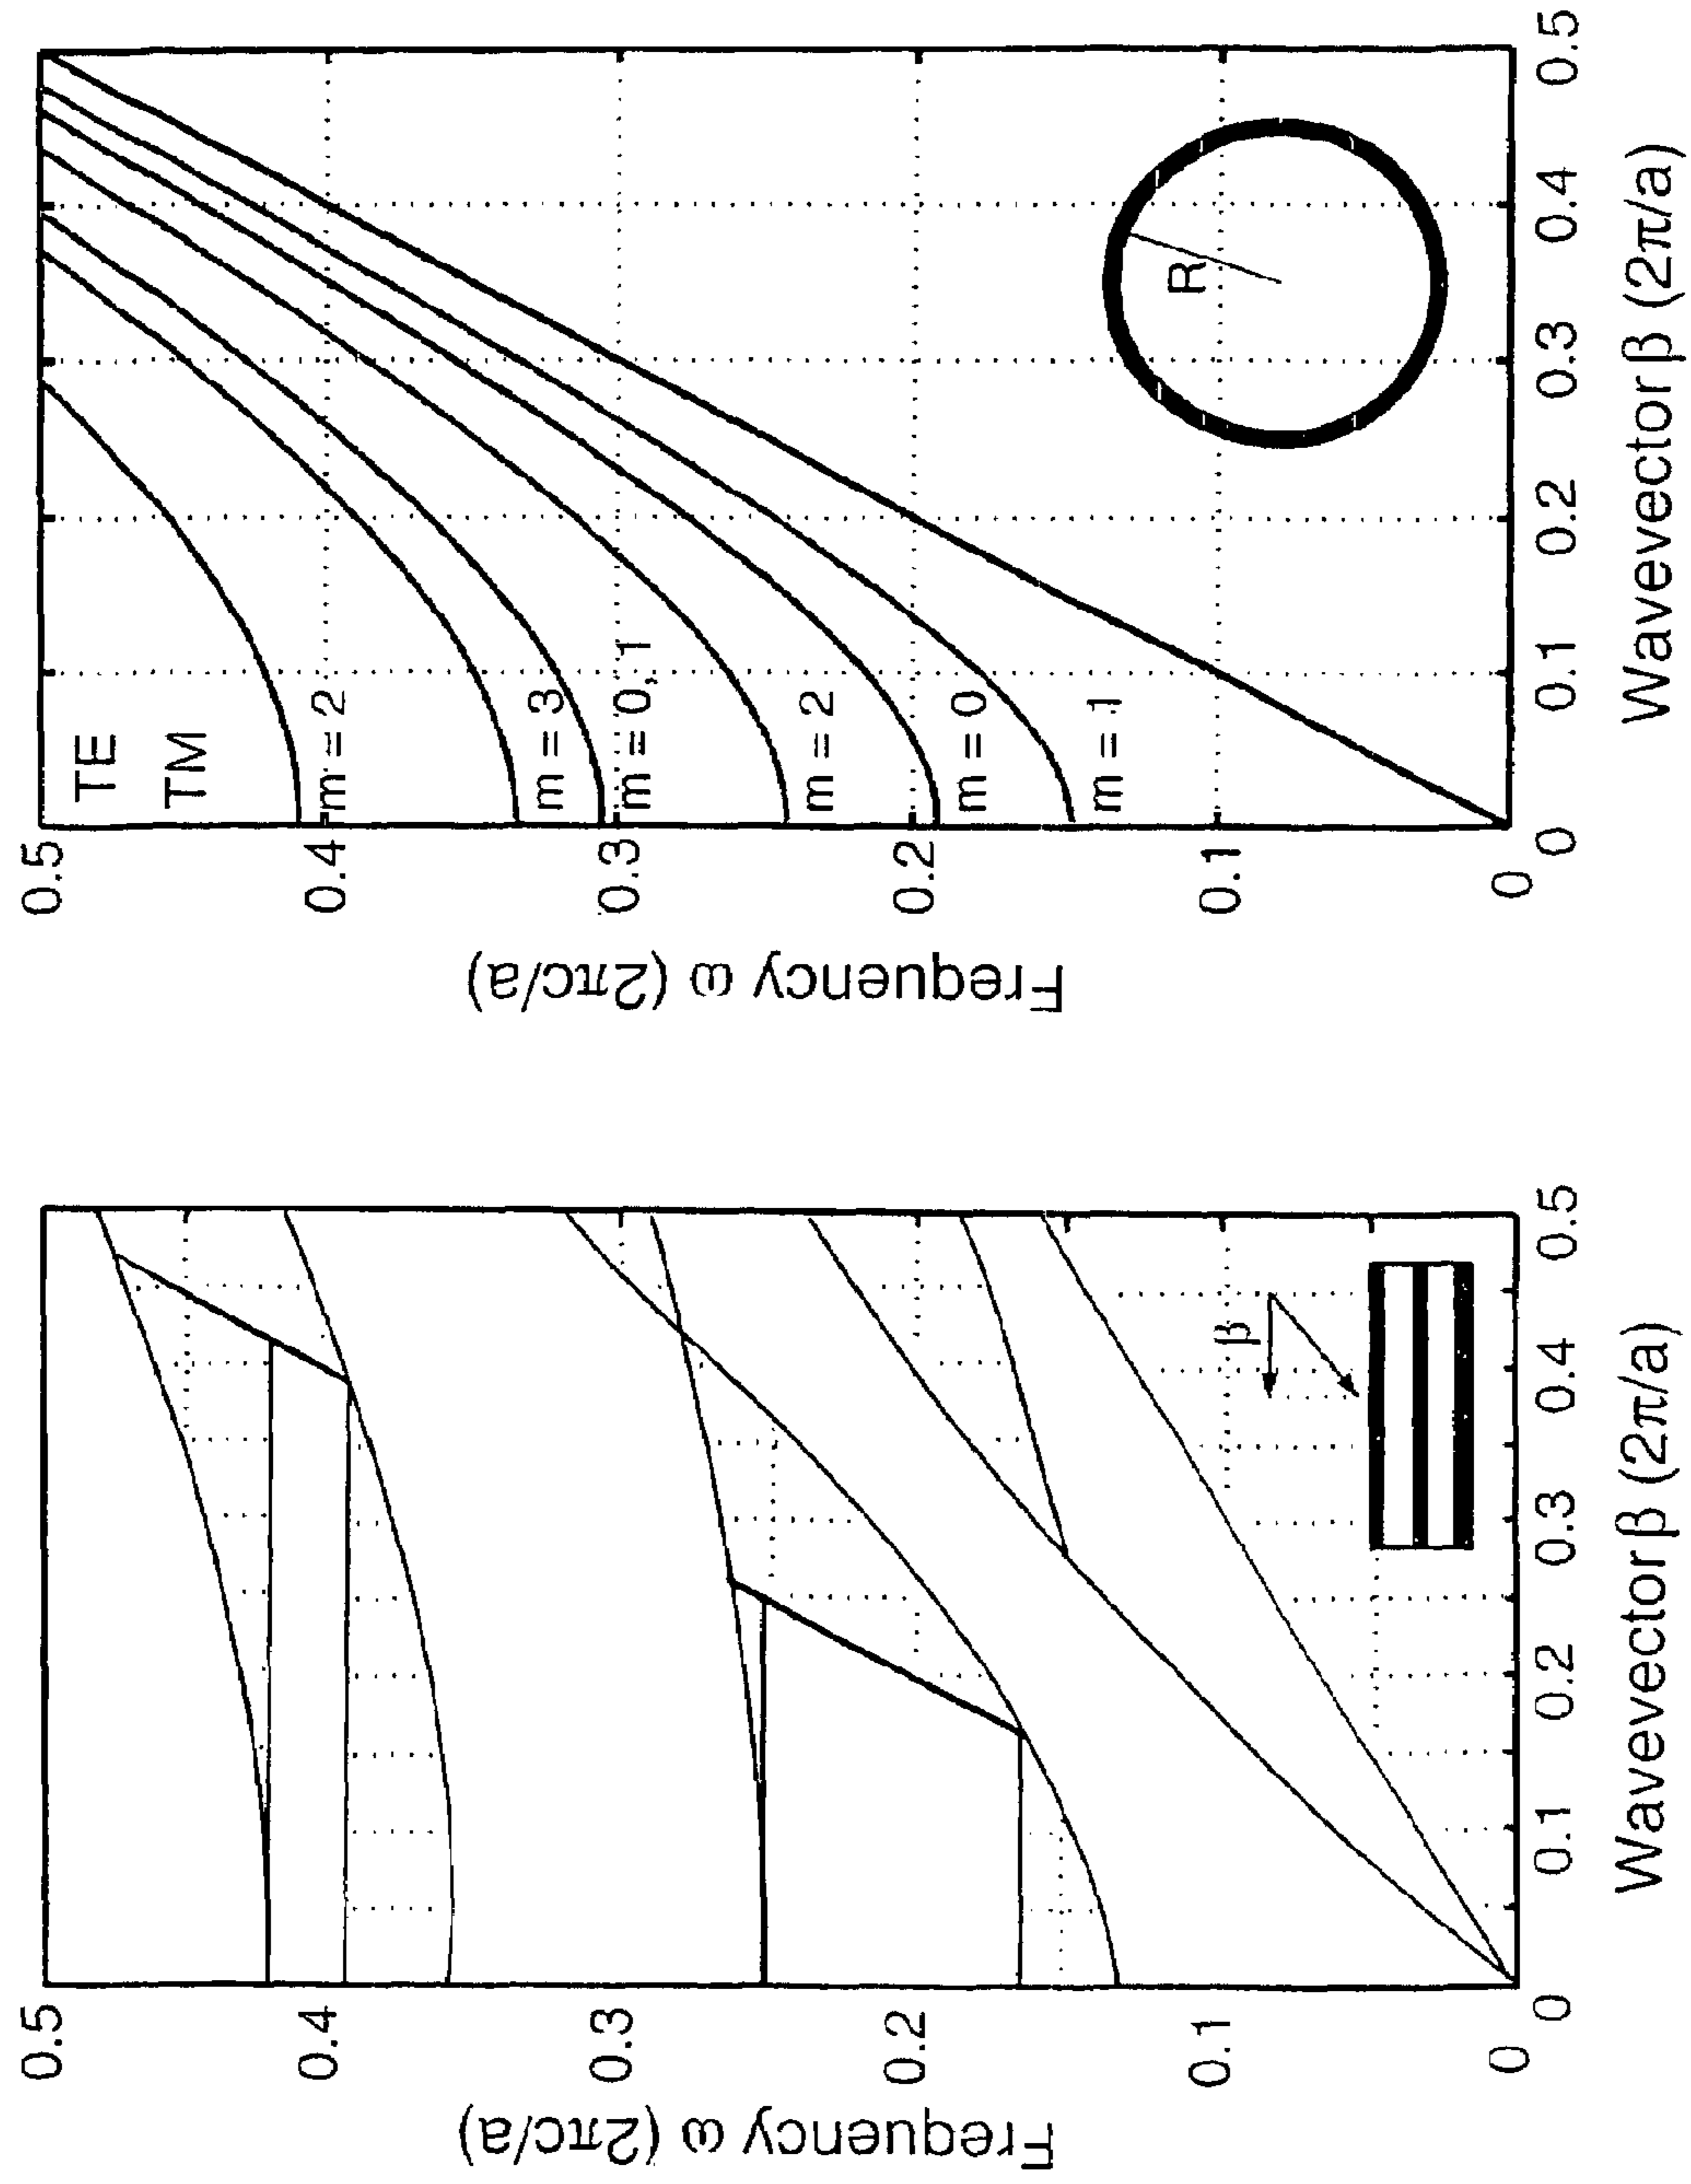 Frequency ω (2πc/a)
0.5
0.4
0.3
0.2
0.1
0
β
0
0.1
0.2
0.3
0.4
0.5
Wavevector β (2π/a)
Frequency ω (2πc/a)
0.5
0.4
0.3
0.2
0.1
0
TE
TM
m = 2
m = 3
m = 0, 1
m = 2
m = 0
m = 1
R
0
0.1
0.2
0.3
0.4
0.5
Wavevector β (2π/a)